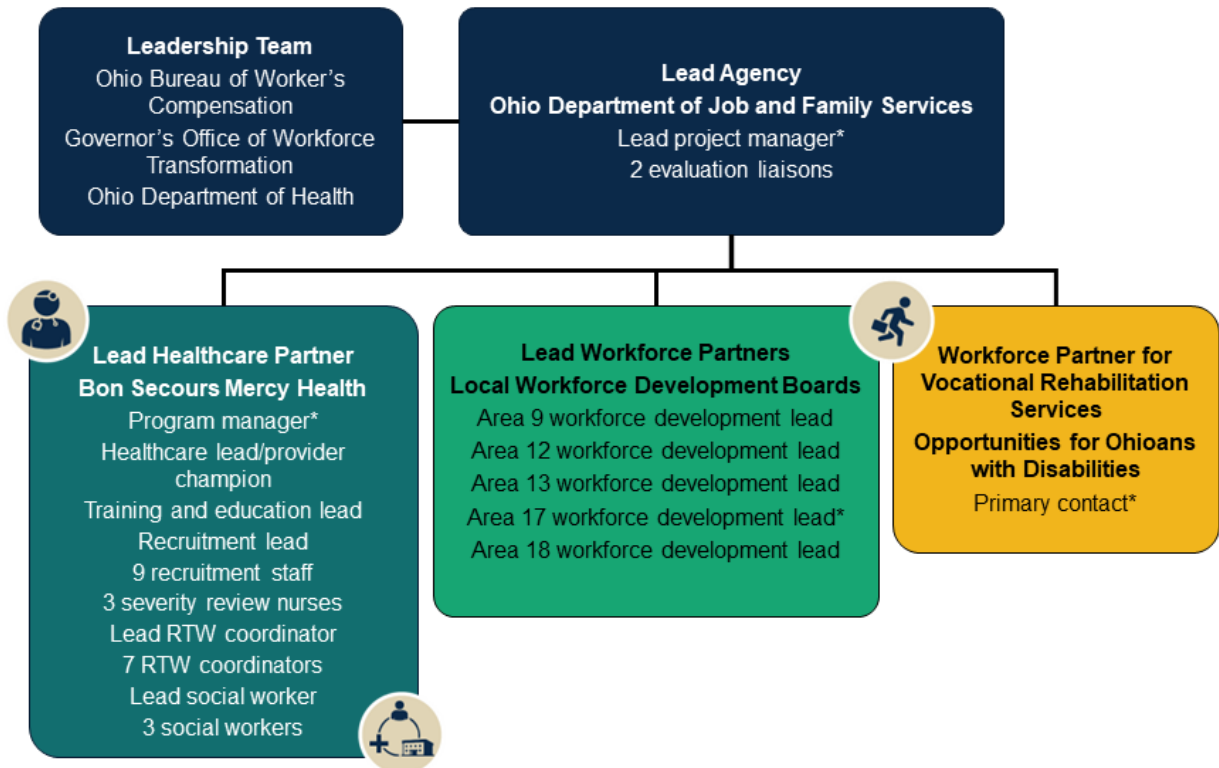 Leadership Team
Ohio Bureau of Worker's
Compensation
Governor's Office of Workforce
Transformation
Ohio Department of Health
Lead Agency
Ohio Department of Job and Family Services
Lead project manager*
2 evaluation liaisons
Lead Healthcare Partner
Bon Secours Mercy Health
Program manager*
Healthcare lead/provider
champion
Training and education lead
Recruitment lead
9 recruitment staff
3 severity review nurses
Lead RTW coordinator
7 RTW coordinators
Lead social worker
3 social workers
Lead Workforce Partners
Local Workforce Development Boards
Area 9 workforce development lead
Area 12 workforce development lead
Area 13 workforce development lead
Area 17 workforce development lead*
Area 18 workforce development lead
Workforce Partner for
Vocational Rehabilitation
Services
Opportunities for Ohioans
with Disabilities
Primary contact*